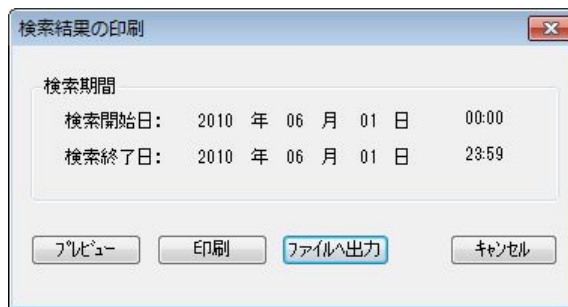 検索結果の印刷
検索期間
検索開始日: 2010 年 06 月 01 日 00:00
検索終了日: 2010 年 06 月 01 日 23:59
プレビュー 印刷 ファイルへ出力 キャンセル